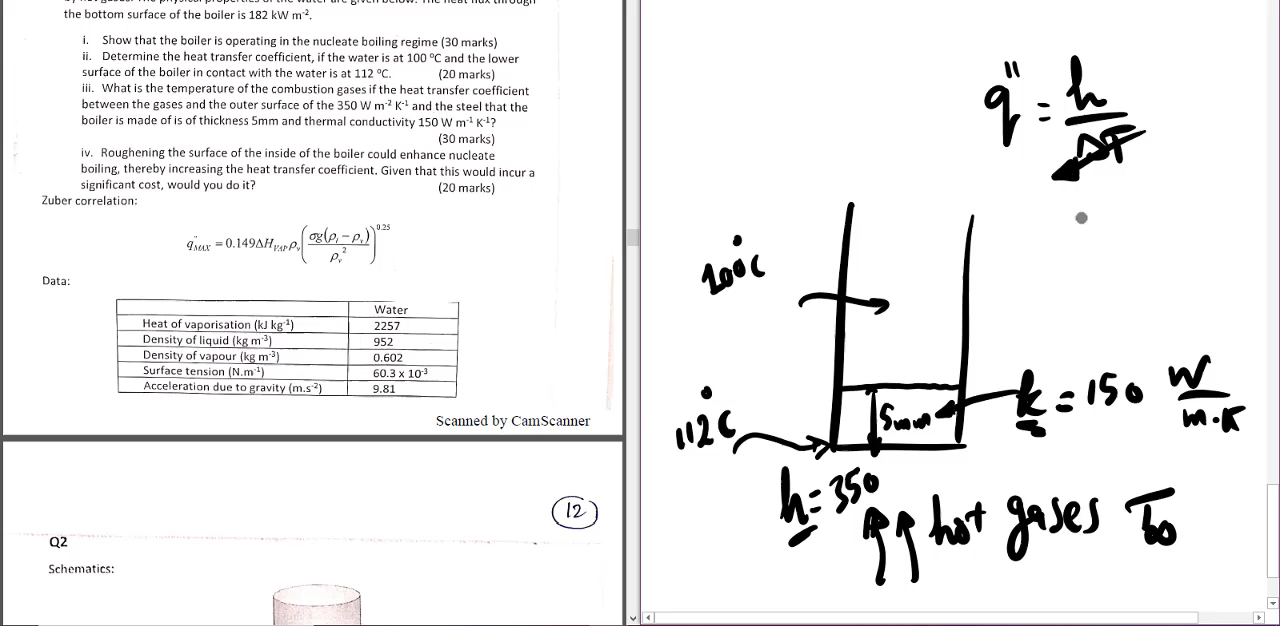 the bottom surface of the boiler is 182 kW m⁻².
i. Show that the boiler is operating in the nucleate boiling regime (30 marks)
ii. Determine the heat transfer coefficient, if the water is at 100 ºC and the lower
surface of the boiler in contact with the water is at 112 ºC. (20 marks)
iii. What is the temperature of the combustion gases if the heat transfer coefficient
between the gases and the outer surface of the 350 W m⁻² K⁻¹ and the steel that the
boiler is made of is of thickness 5mm and thermal conductivity 150 W m⁻¹ K⁻¹?
(30 marks)
iv. Roughening the surface of the inside of the boiler could enhance nucleate
boiling, thereby increasing the heat transfer coefficient. Given that this would incur a
significant cost, would you do it? (20 marks)
Zuber correlation:
q̇"MAX = 0.149ΔHVAP ρv (σg(ρl − ρv) / ρv²)^0.25
Data:
Water
Heat of vaporisation (kJ kg⁻¹) 2257
Density of liquid (kg m⁻³) 952
Density of vapour (kg m⁻³) 0.602
Surface tension (N.m⁻¹) 60.3 x 10⁻³
Acceleration due to gravity (m.s⁻²) 9.81
Scanned by CamScanner
12
Q2
Schematics:
q" = h / ΔT
100°C
112°C
5mm
k = 150 W / m·K
h = 350
hot gases T∞